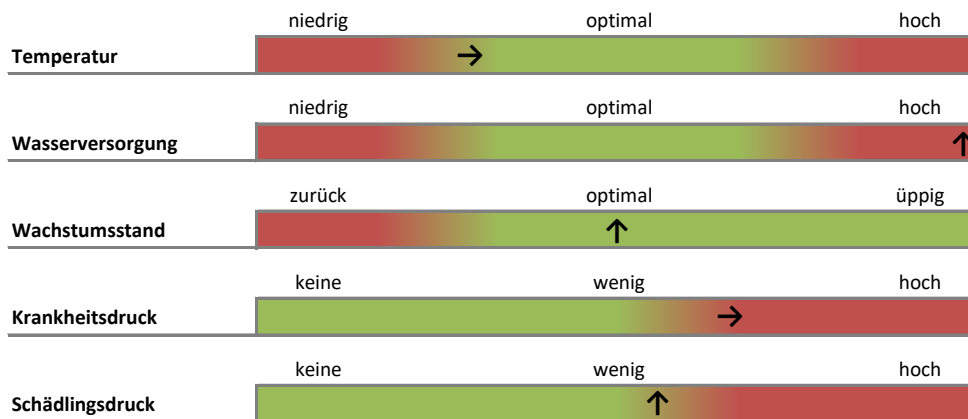 niedrig optimal hoch
Temperatur
niedrig optimal hoch
Wasserversorgung
zurück optimal üppig
Wachstumsstand
keine wenig hoch
Krankheitsdruck
keine wenig hoch
Schädlingsdruck